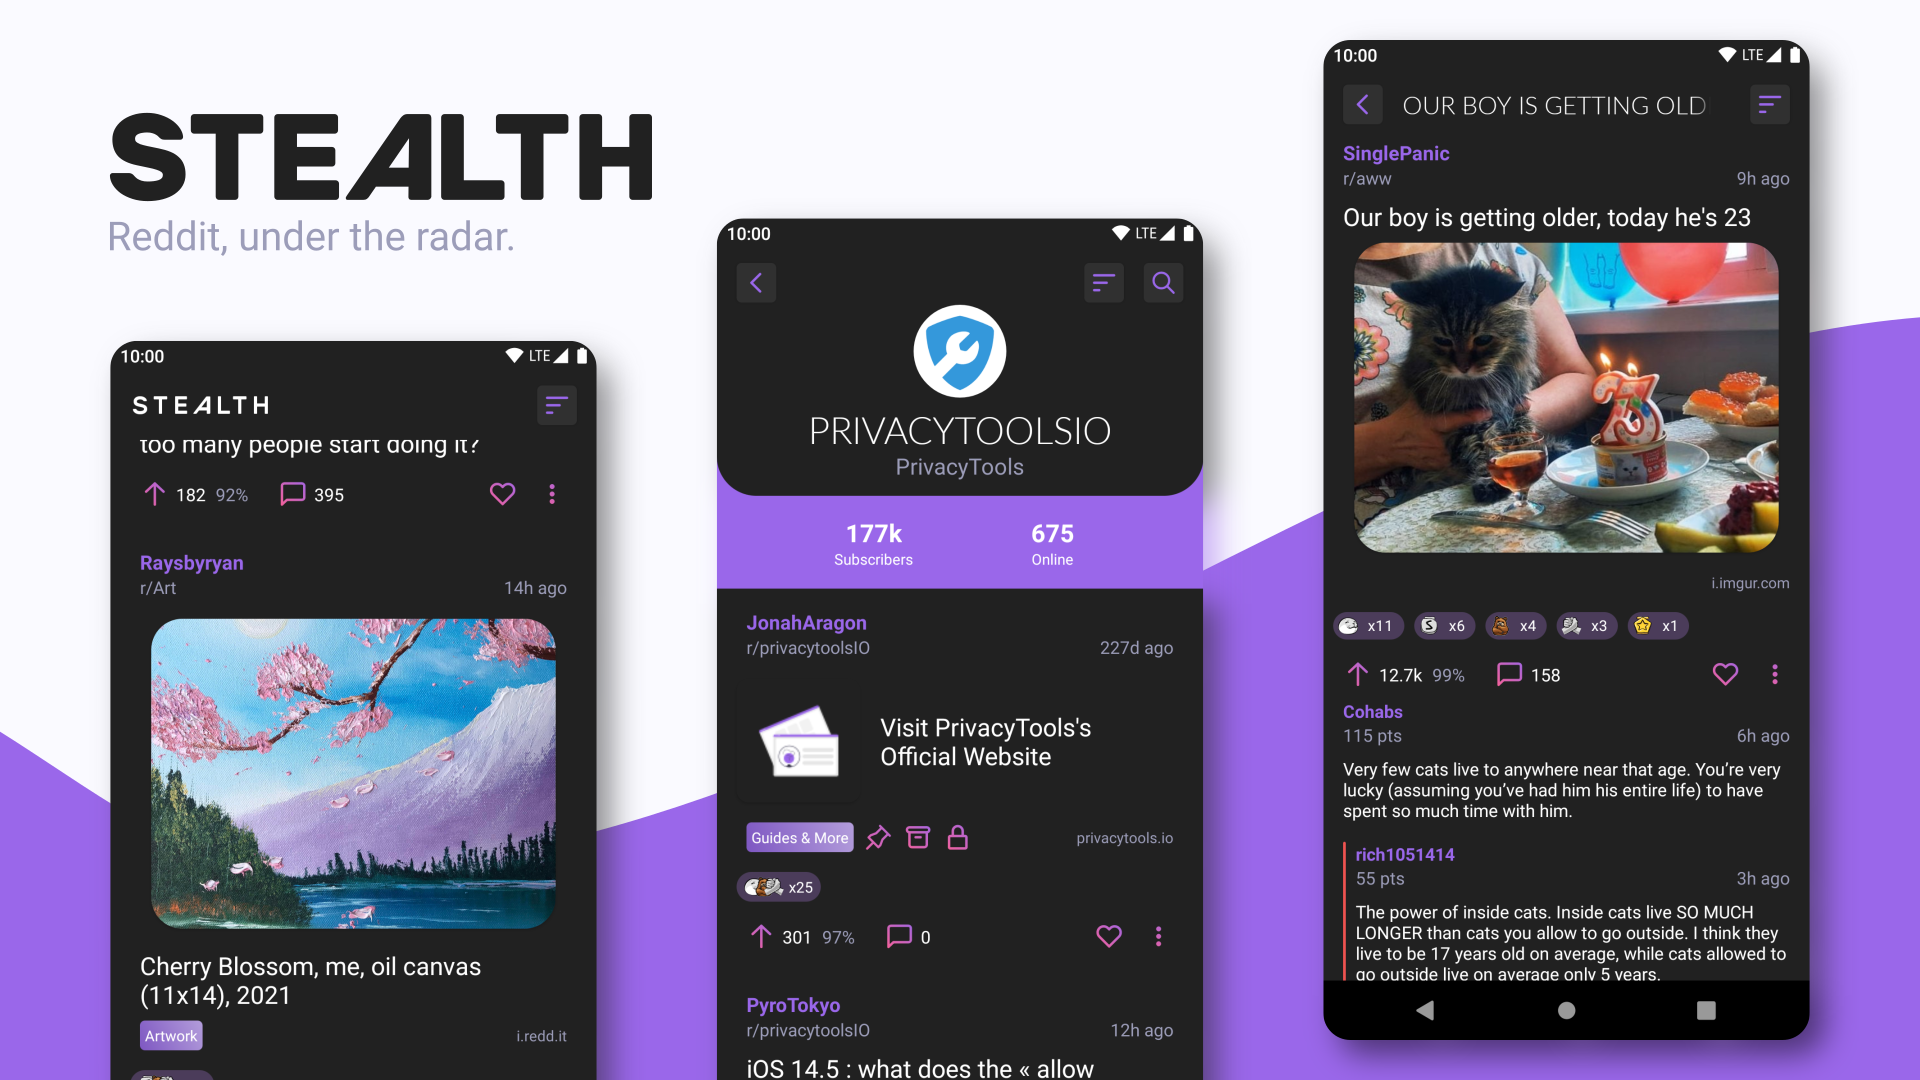 STEALTH
Reddit, under the radar.
10:00
LTE
STEALTH
too many people start doing it?
182 92%
395
Raysbyryan
r/Art
14h ago
Cherry Blossom, me, oil canvas
(11x14), 2021
Artwork
i.redd.it
10:00
LTE
PRIVACYTOOLSIO
PrivacyTools
177k
Subscribers
675
Online
JonahAragon
r/privacytoolsIO
227d ago
Visit PrivacyTools's
Official Website
Guides & More
privacytools.io
x25
301 97%
0
PyroTokyo
r/privacytoolsIO
12h ago
iOS 14.5 : what does the « allow
10:00
LTE
OUR BOY IS GETTING OLD
SinglePanic
r/aww
9h ago
Our boy is getting older, today he's 23
23
i.imgur.com
x11
S x6
x4
x3
x1
12.7k 99%
158
Cohabs
115 pts
6h ago
Very few cats live to anywhere near that age. You’re very
lucky (assuming you’ve had him his entire life) to have
spent so much time with him.
rich1051414
55 pts
3h ago
The power of inside cats. Inside cats live SO MUCH
LONGER than cats you allow to go outside. I think they
live to be 17 years old on average, while cats allowed to
go outside live on average only 5 years.